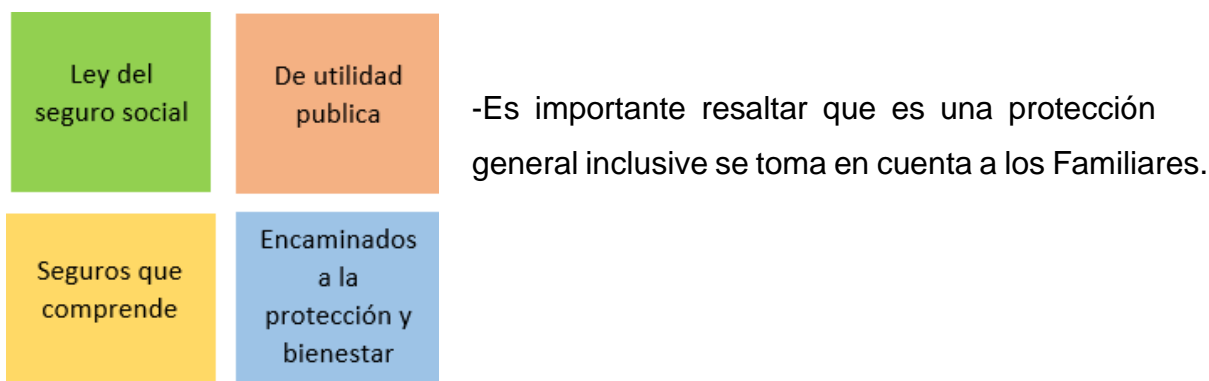 Ley del
seguro social
De utilidad
publica
-Es importante resaltar que es una protección
general inclusive se toma en cuenta a los Familiares.
Seguros que
comprende
Encaminados
a la
protección y
bienestar